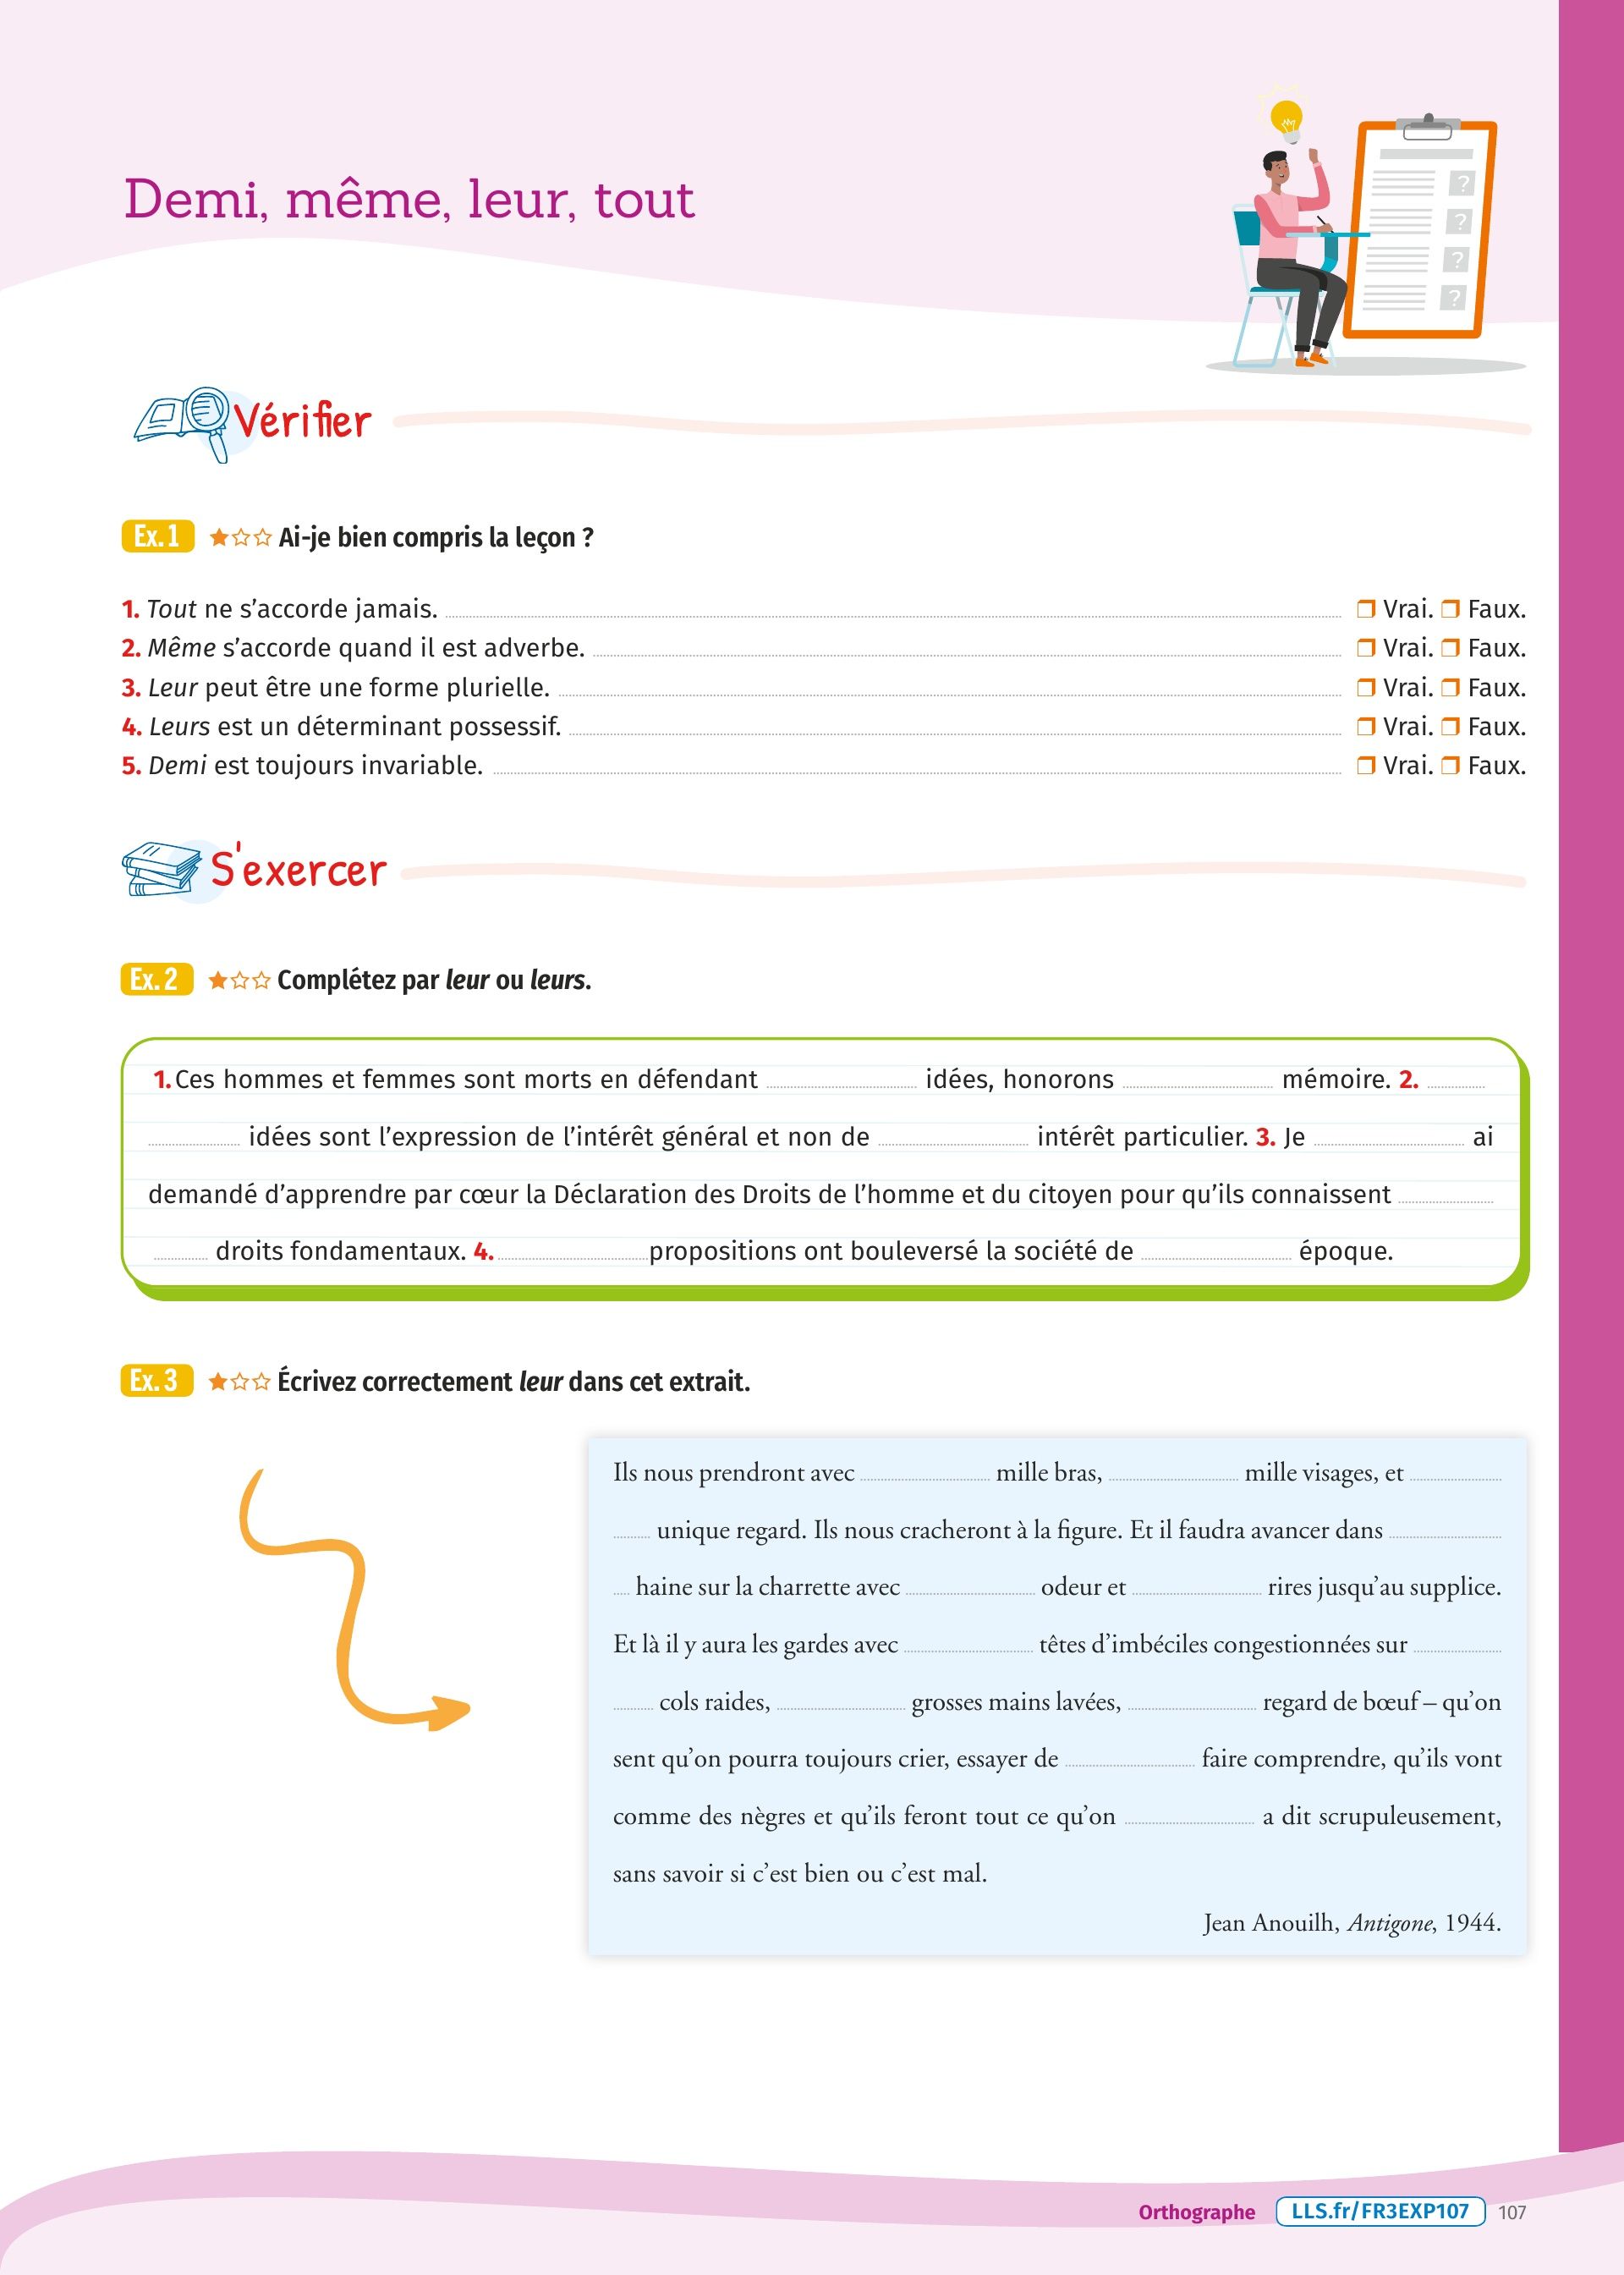 Demi, même, leur, tout
?
?
?
?
Vérifier
Ex. 1 Ai-je bien compris la leçon ?
1. Tout ne s’accorde jamais. ❒ Vrai. ❒ Faux.
2. Même s’accorde quand il est adverbe. ❒ Vrai. ❒ Faux.
3. Leur peut être une forme plurielle. ❒ Vrai. ❒ Faux.
4. Leurs est un déterminant possessif. ❒ Vrai. ❒ Faux.
5. Demi est toujours invariable. ❒ Vrai. ❒ Faux.
S'exercer
Ex. 2 Complétez par leur ou leurs.
1. Ces hommes et femmes sont morts en défendant ........ idées, honorons ........ mémoire. 2. ........
........ idées sont l’expression de l’intérêt général et non de ........ intérêt particulier. 3. Je ........ ai
demandé d’apprendre par cœur la Déclaration des Droits de l’homme et du citoyen pour qu’ils connaissent ........
........ droits fondamentaux. 4. ........ propositions ont bouleversé la société de ........ époque.
Ex. 3 Écrivez correctement leur dans cet extrait.
Ils nous prendront avec ........ mille bras, ........ mille visages, et ........
........ unique regard. Ils nous cracheront à la figure. Et il faudra avancer dans ........
.... haine sur la charrette avec ........ odeur et ........ rires jusqu’au supplice.
Et là il y aura les gardes avec ........ têtes d’imbéciles congestionnées sur ........
........ cols raides, ........ grosses mains lavées, ........ regard de bœuf – qu’on
sent qu’on pourra toujours crier, essayer de ........ faire comprendre, qu’ils vont
comme des nègres et qu’ils feront tout ce qu’on ........ a dit scrupuleusement,
sans savoir si c’est bien ou c’est mal.
Jean Anouilh, Antigone, 1944.
Orthographe LLS.fr/FR3EXP107 107